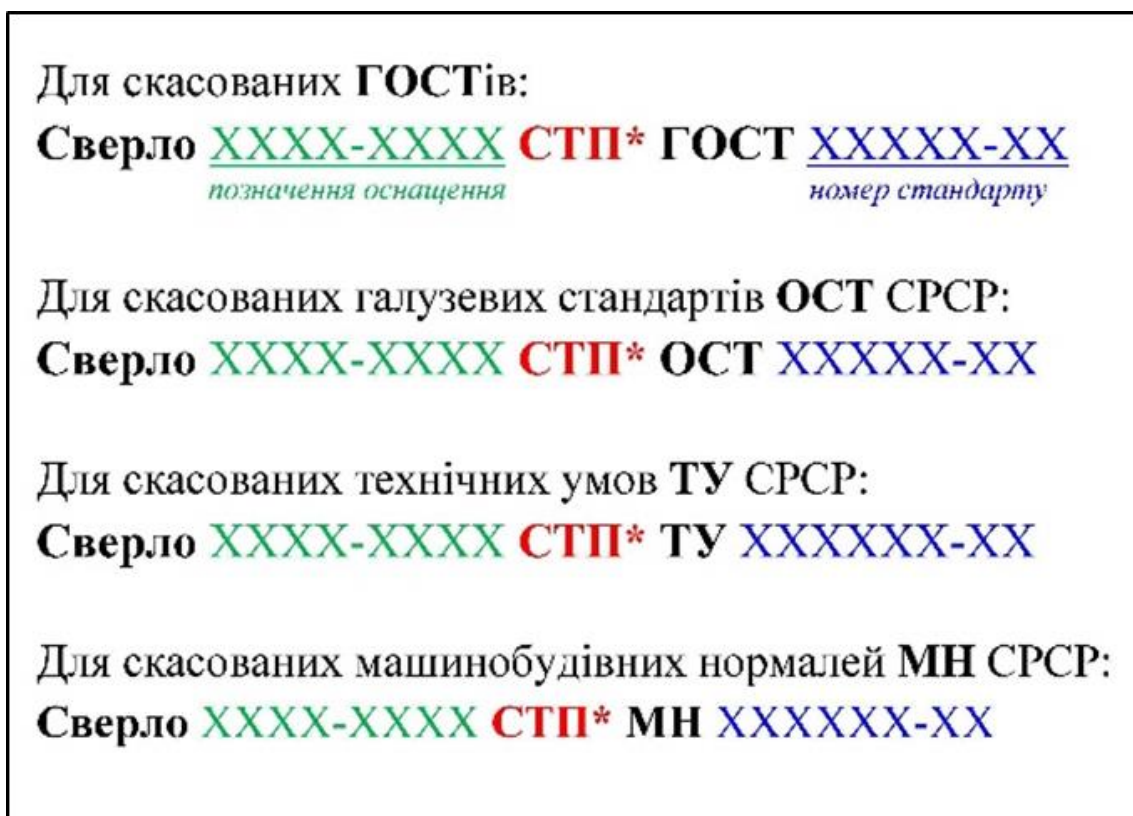 Для скасованих ГОСТів:
Сверло XXXX-XXXX СТП* ГОСТ XXXXX-XX
позначення оснащення номер стандарту
Для скасованих галузевих стандартів ОСТ СРСР:
Сверло XXXX-XXXX СТП* ОСТ XXXXX-XX
Для скасованих технічних умов ТУ СРСР:
Сверло XXXX-XXXX СТП* ТУ XXXXXX-XX
Для скасованих машинобудівних нормалей МН СРСР:
Сверло XXXX-XXXX СТП* МН XXXXXX-XX